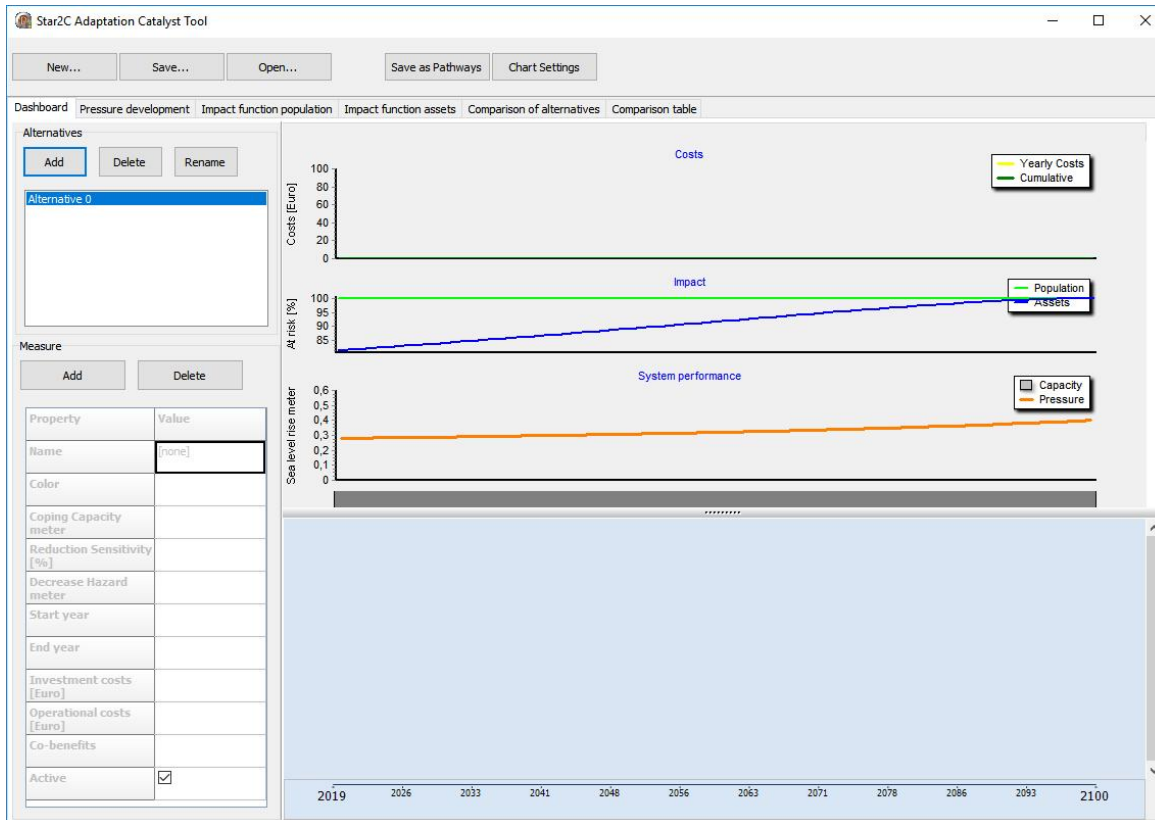 Star2C Adaptation Catalyst Tool
New... Save... Open... Save as Pathways Chart Settings
Dashboard Pressure development Impact function population Impact function assets Comparison of alternatives Comparison table
Alternatives
Add Delete Rename
Alternative 0
Measure
Add Delete
Property Value
Name [none]
Color
Coping Capacity
meter
Reduction Sensitivity
[%]
Decrease Hazard
meter
Start year
End year
Investment costs
[Euro]
Operational costs
[Euro]
Co-benefits
Active
Costs
Costs [Euro]
100
80
60
40
20
0
Yearly Costs
Cumulative
Impact
At risk [%]
100
95
90
85
Population
Assets
System performance
Sea level rise meter
0,6
0,5
0,4
0,3
0,2
0,1
0
Capacity
Pressure
2019 2026 2033 2041 2048 2056 2063 2071 2078 2086 2093 2100